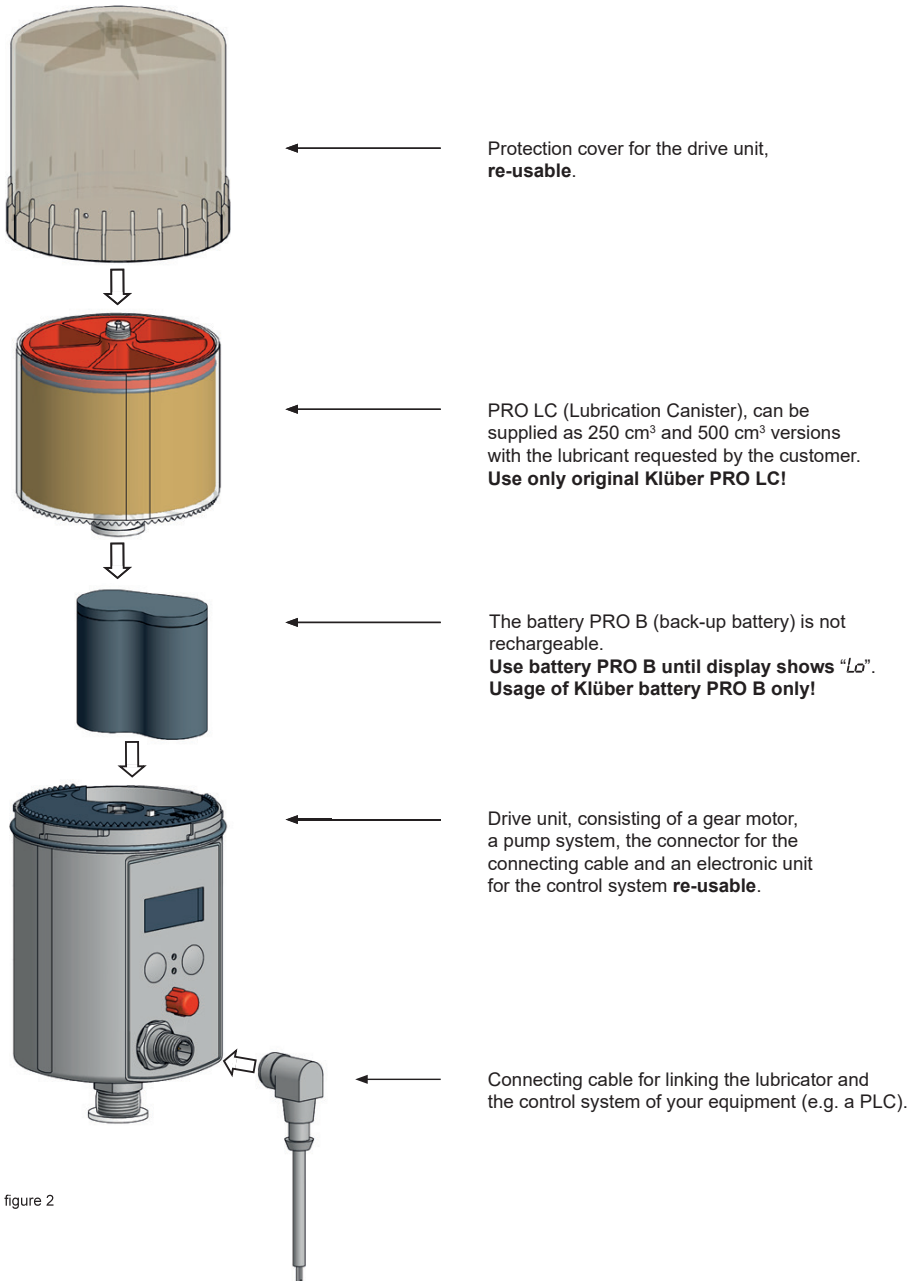 Protection cover for the drive unit,
re-usable.
PRO LC (Lubrication Canister), can be
supplied as 250 cm³ and 500 cm³ versions
with the lubricant requested by the customer.
Use only original Klüber PRO LC!
The battery PRO B (back-up battery) is not
rechargeable.
Use battery PRO B until display shows “Lo”.
Usage of Klüber battery PRO B only!
Drive unit, consisting of a gear motor,
a pump system, the connector for the
connecting cable and an electronic unit
for the control system re-usable.
Connecting cable for linking the lubricator and
the control system of your equipment (e.g. a PLC).
figure 2